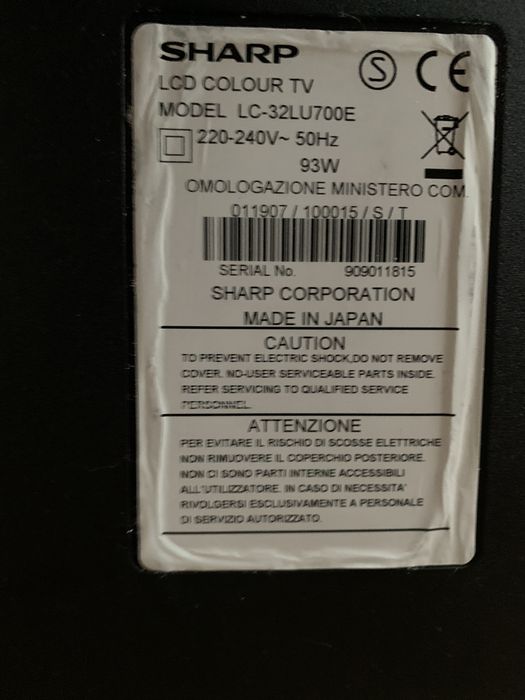 SHARP
S CE
LCD COLOUR TV
MODEL LC-32LU700E
220-240V~ 50Hz
93W
OMOLOGAZIONE MINISTERO COM.
011907 / 100015 / S / T
SERIAL No. 909011815
SHARP CORPORATION
MADE IN JAPAN
CAUTION
TO PREVENT ELECTRIC SHOCK,DO NOT REMOVE
COVER. NO-USER SERVICEABLE PARTS INSIDE.
REFER SERVICING TO QUALIFIED SERVICE
PERSONNEL.
ATTENZIONE
PER EVITARE IL RISCHIO DI SCOSSE ELETTRICHE
NON RIMUOVERE IL COPERCHIO POSTERIORE.
NON CI SONO PARTI INTERNE ACCESSIBILI
ALL'UTILIZZATORE. IN CASO DI NECESSITA'
RIVOLGERSI ESCLUSIVAMENTE A PERSONALE
DI SERVIZIO AUTORIZZATO.